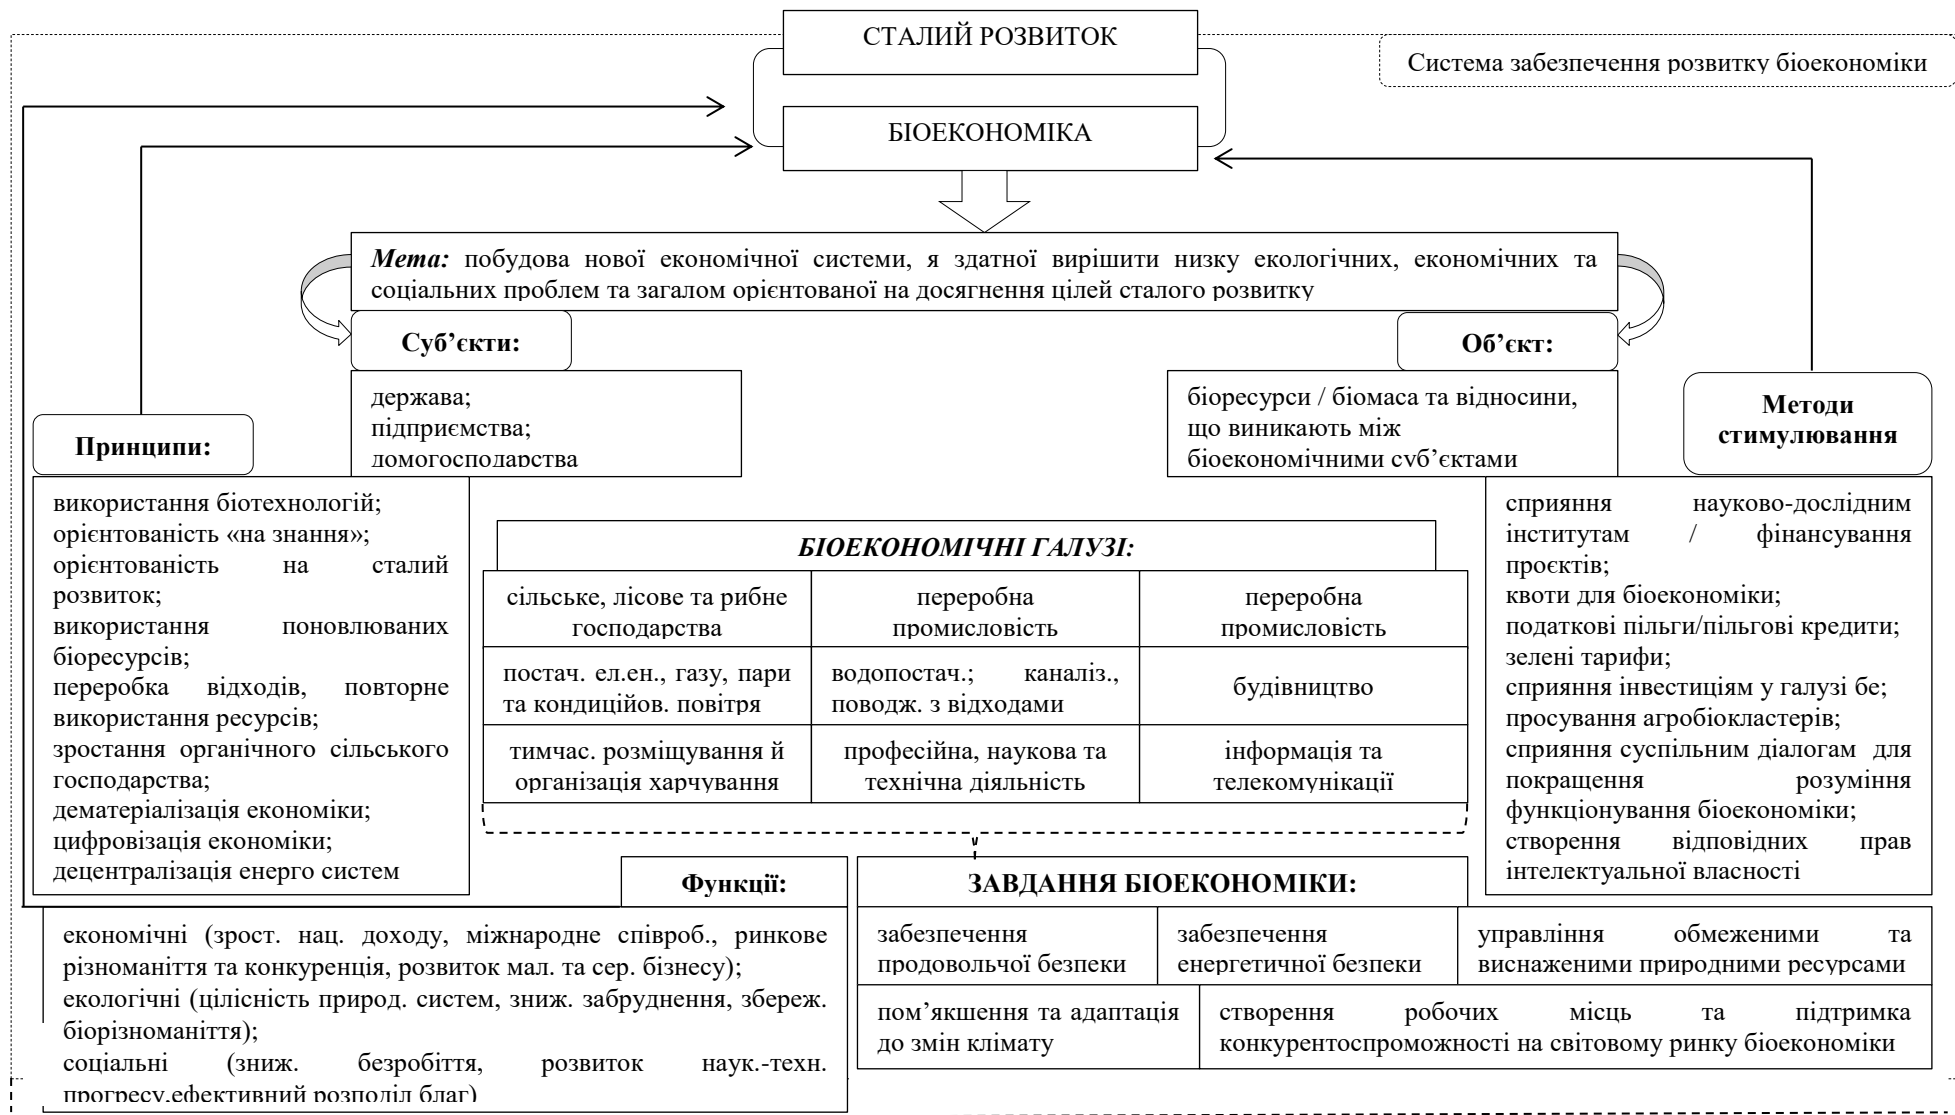 СТАЛИЙ РОЗВИТОК
Система забезпечення розвитку біоекономіки
БІОЕКОНОМІКА
Мета: побудова нової економічної системи, я здатної вирішити низку екологічних, економічних та
соціальних проблем та загалом орієнтованої на досягнення цілей сталого розвитку
Суб’єкти:
держава;
підприємства;
домогосподарства
Об’єкт:
біоресурси / біомаса та відносини,
що виникають між
біоекономічними суб’єктами
Принципи:
використання біотехнологій;
орієнтованість «на знання»;
орієнтованість на сталий
розвиток;
використання поновлюваних
біоресурсів;
переробка відходів, повторне
використання ресурсів;
зростання органічного сільського
господарства;
дематеріалізація економіки;
цифровізація економіки;
децентралізація енерго систем
БІОЕКОНОМІЧНІ ГАЛУЗІ:
сільське, лісове та рибне
господарства
переробна
промисловість
переробна
промисловість
постач. ел.ен., газу, пари
та кондиційов. повітря
водопостач.; каналіз.,
поводж. з відходами
будівництво
тимчас. розміщування й
організація харчування
професійна, наукова та
технічна діяльність
інформація та
телекомунікації
Методи
стимулювання
сприяння науково-дослідним
інститутам / фінансування
проєктів;
квоти для біоекономіки;
податкові пільги/пільгові кредити;
зелені тарифи;
сприяння інвестиціям у галузі бе;
просування агробіокластерів;
сприяння суспільним діалогам для
покращення розуміння
функціонування біоекономіки;
створення відповідних прав
інтелектуальної власності
Функції:
економічні (зрост. нац. доходу, міжнародне співроб., ринкове
різноманіття та конкуренція, розвиток мал. та сер. бізнесу);
екологічні (цілісність природ. систем, зниж. забруднення, збереж.
біорізноманіття);
соціальні (зниж. безробіття, розвиток наук.-техн.
прогресу,ефективний розподіл благ)
ЗАВДАННЯ БІОЕКОНОМІКИ:
забезпечення
продовольчої безпеки
забезпечення
енергетичної безпеки
управління обмеженими та
виснаженими природними ресурсами
пом’якшення та адаптація
до змін клімату
створення робочих місць та підтримка
конкурентоспроможності на світовому ринку біоекономіки